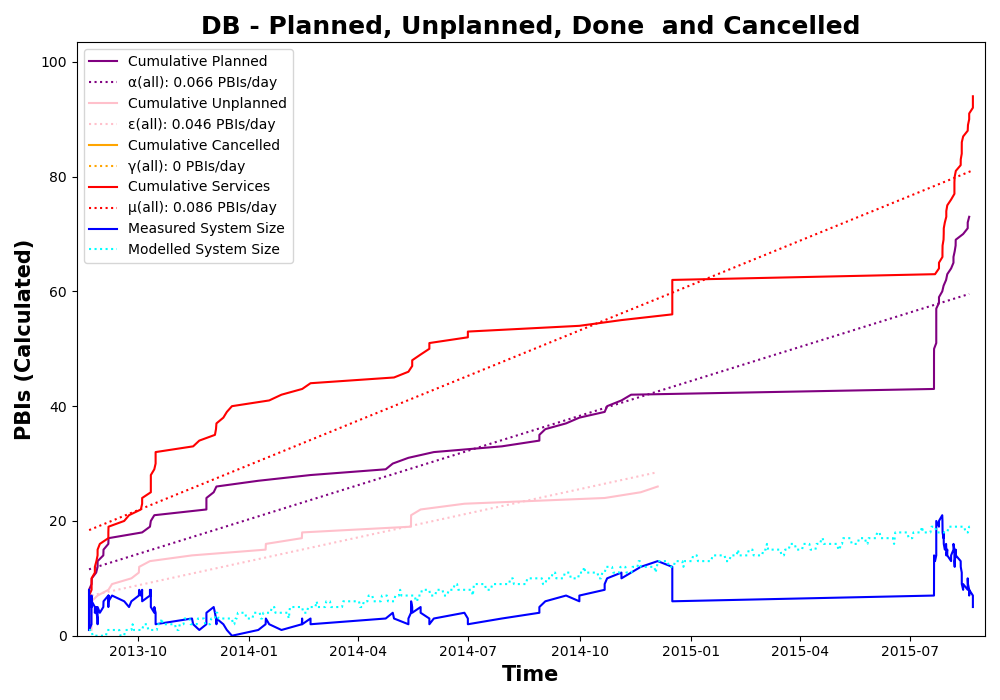 DB - Planned, Unplanned, Done  and Cancelled
PBIs (Calculated)
100
80
60
40
20
0
Cumulative Planned
α(all): 0.066 PBIs/day
Cumulative Unplanned
ε(all): 0.046 PBIs/day
Cumulative Cancelled
γ(all): 0 PBIs/day
Cumulative Services
μ(all): 0.086 PBIs/day
Measured System Size
Modelled System Size
2013-10 2014-01 2014-04 2014-07 2014-10 2015-01 2015-04 2015-07
Time